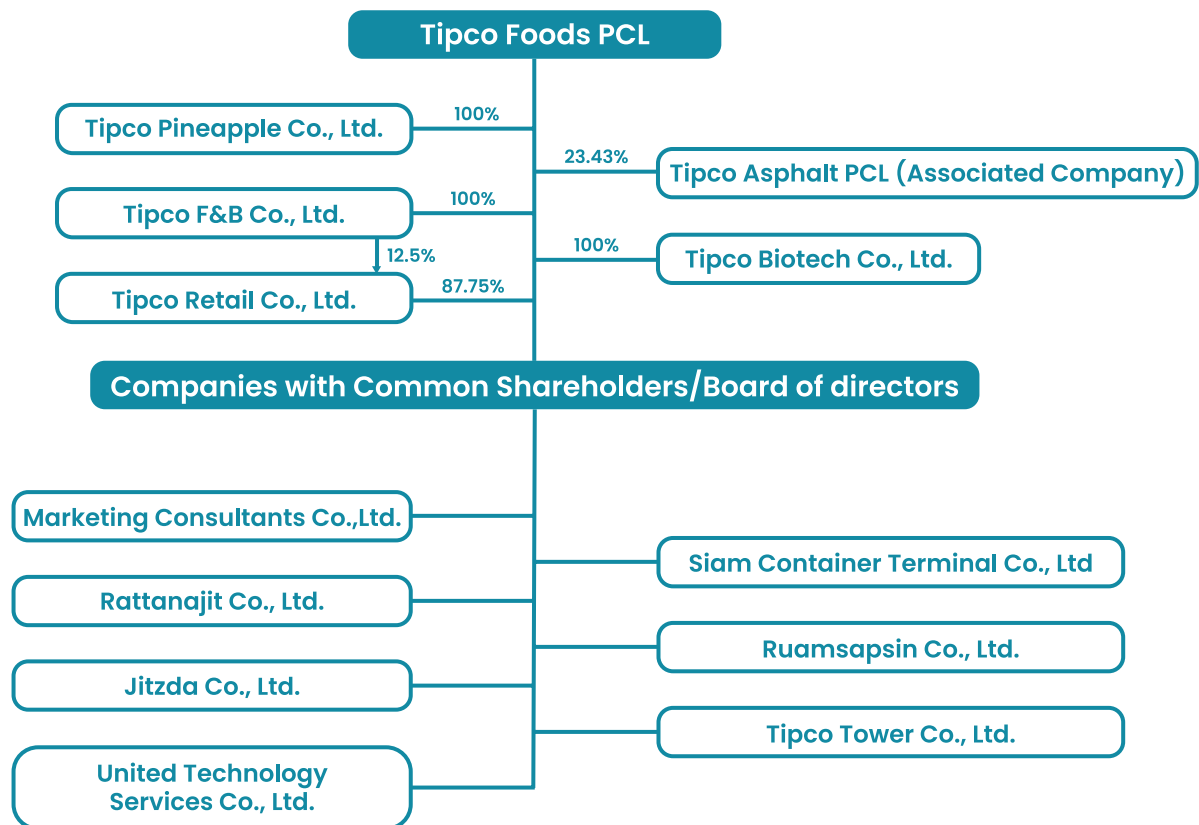 Tipco Foods PCL
100%
Tipco Pineapple Co., Ltd.
23.43%
Tipco Asphalt PCL (Associated Company)
100%
Tipco F&B Co., Ltd.
12.5%
100%
Tipco Biotech Co., Ltd.
87.75%
Tipco Retail Co., Ltd.
Companies with Common Shareholders/Board of directors
Marketing Consultants Co.,Ltd.
Siam Container Terminal Co., Ltd
Rattanajit Co., Ltd.
Ruamsapsin Co., Ltd.
Jitzda Co., Ltd.
Tipco Tower Co., Ltd.
United Technology
Services Co., Ltd.